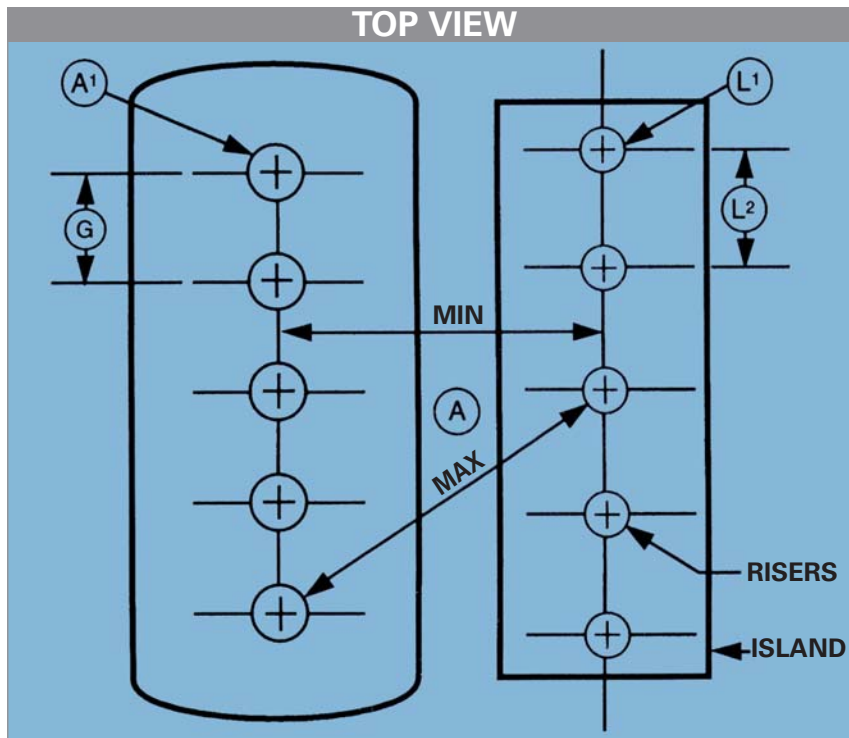 TOP VIEW
A¹
L¹
G
L²
MIN
A
MAX
RISERS
ISLAND